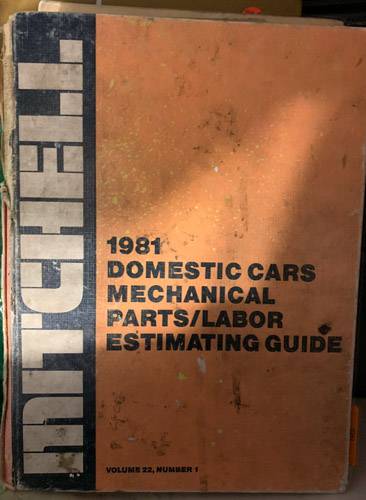 MITCHELL
1981
DOMESTIC CARS
MECHANICAL
PARTS/LABOR
ESTIMATING GUIDE
VOLUME 22, NUMBER 1